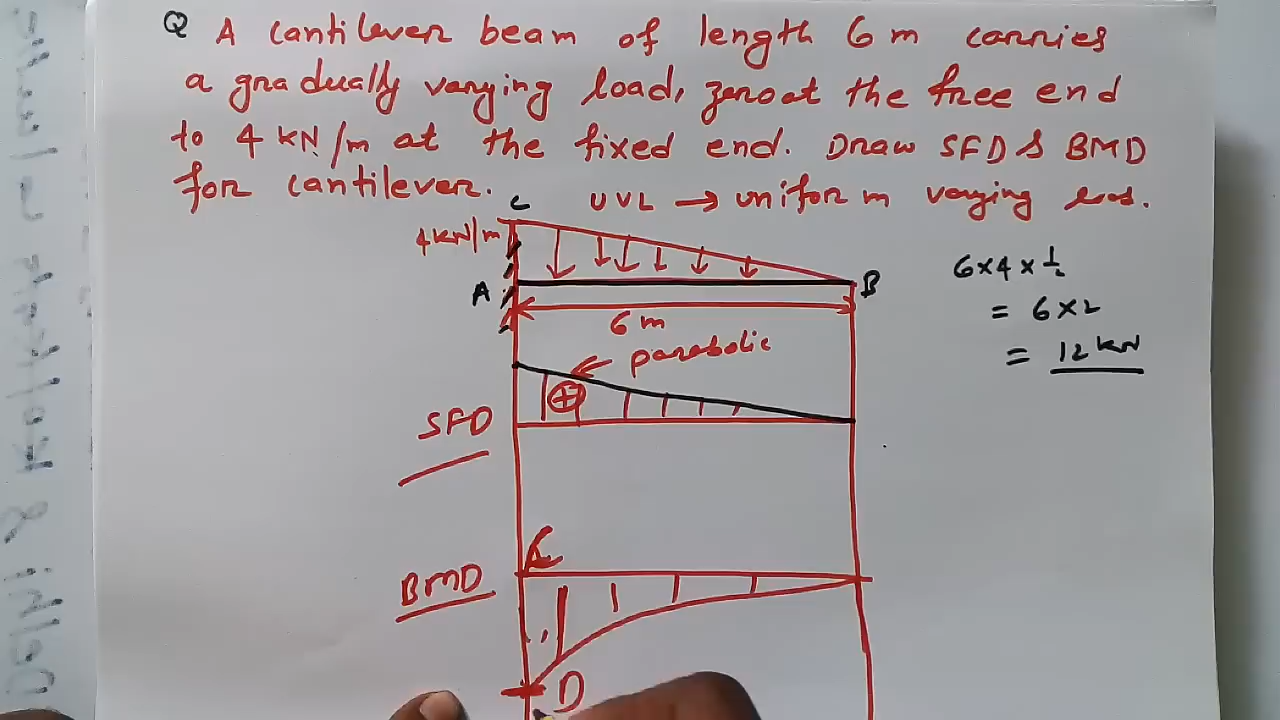 Q A cantilever beam of length 6 m carries
a gradually varying load, zero at the free end
to 4 kN/m at the fixed end. Draw SFD & BMD
for cantilever.
UVL → uniform varying load.
C
4kN/m
A
B
6 m
6×4×1/2
= 6×2
= 12 kN
parabolic
+
SFD
C
BMD
D